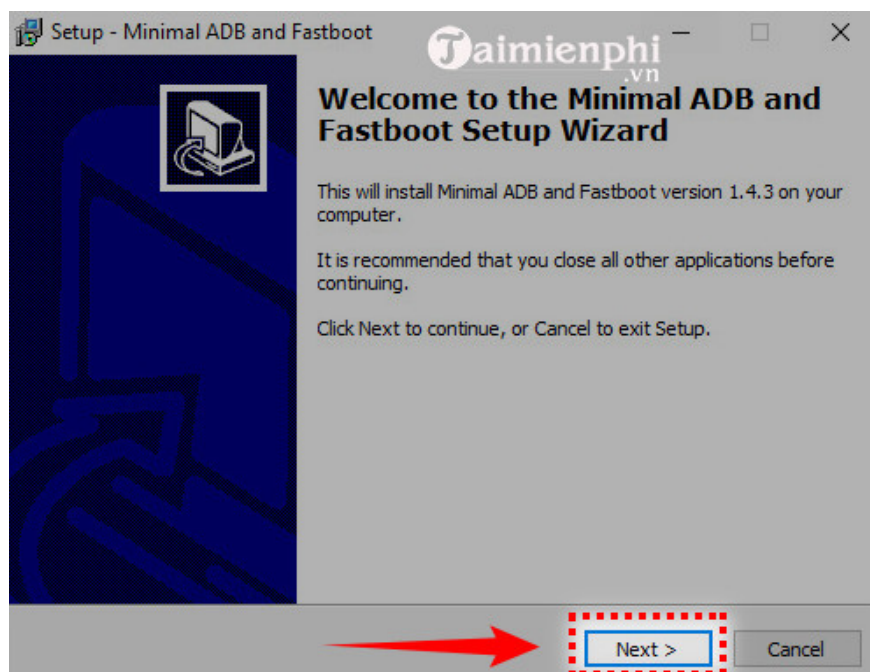 Setup - Minimal ADB and Fastboot
Taimienphi
.vn
Welcome to the Minimal ADB and
Fastboot Setup Wizard
This will install Minimal ADB and Fastboot version 1.4.3 on your
computer.
It is recommended that you close all other applications before
continuing.
Click Next to continue, or Cancel to exit Setup.
Next >
Cancel